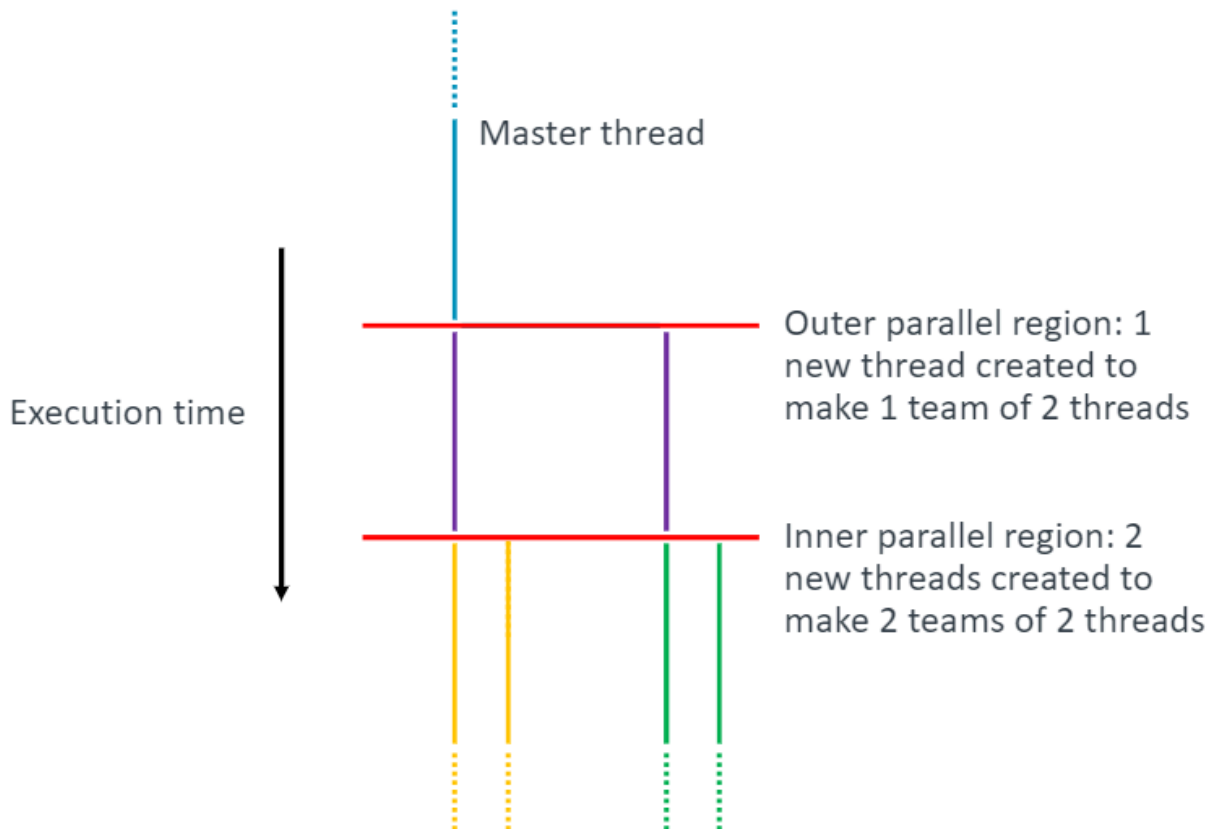 Master thread
Outer parallel region: 1
new thread created to
make 1 team of 2 threads
Execution time
Inner parallel region: 2
new threads created to
make 2 teams of 2 threads